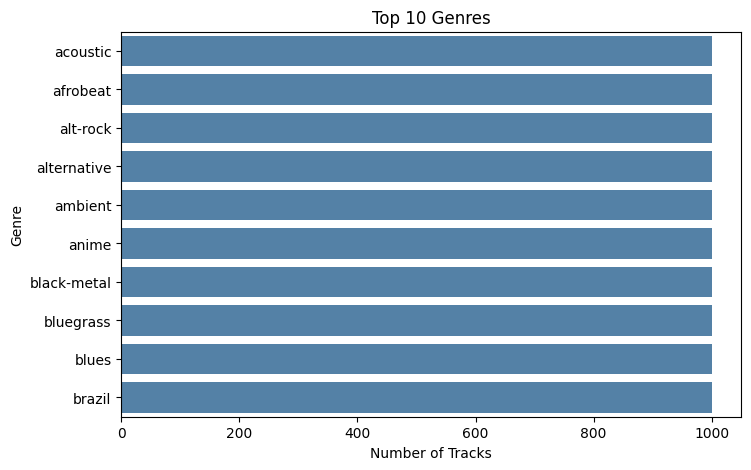 Top 10 Genres
Genre
acoustic
afrobeat
alt-rock
alternative
ambient
anime
black-metal
bluegrass
blues
brazil
0 200 400 600 800 1000
Number of Tracks